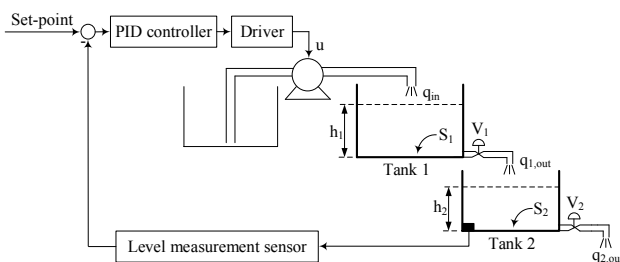 Set-point
-
PID controller
Driver
u
q_in
h_1
S_1
V_1
q_1,out
Tank 1
h_2
S_2
V_2
Level measurement sensor
Tank 2
q_2,ou